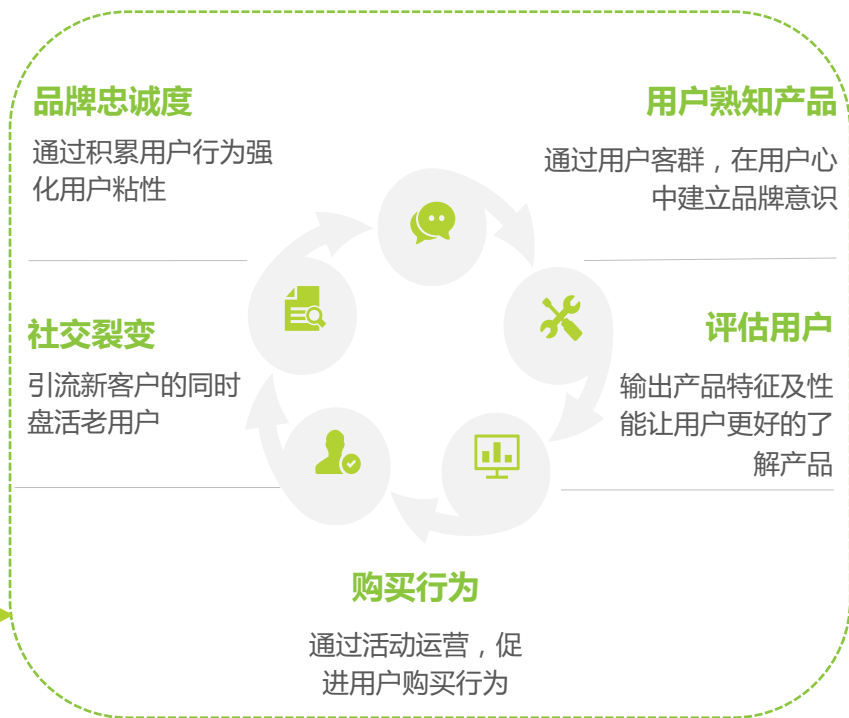 品牌忠诚度
通过积累用户行为强
化用户粘性
用户熟知产品
通过用户客群，在用户心
中建立品牌意识
社交裂变
引流新客户的同时
盘活老用户
评估用户
输出产品特征及性
能让用户更好的了
解产品
购买行为
通过活动运营，促
进用户购买行为